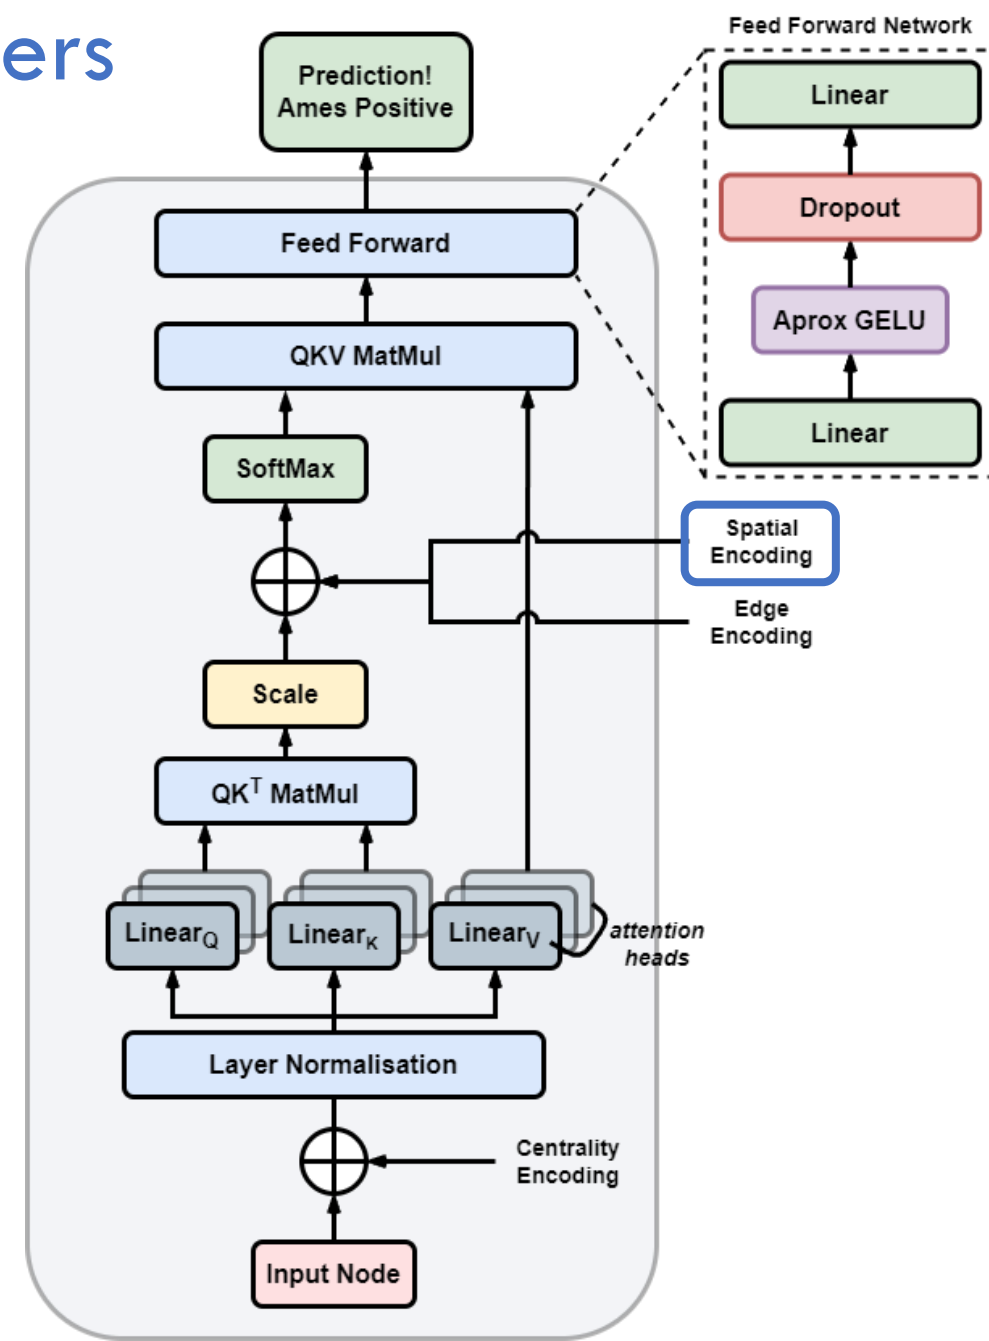 ers
Feed Forward Network
Prediction!
Ames Positive
Linear
Dropout
Aprox GELU
Linear
Feed Forward
QKV MatMul
SoftMax
Spatial
Encoding
Edge
Encoding
Scale
QKᵀ MatMul
LinearQ
LinearK
LinearV
attention
heads
Layer Normalisation
Centrality
Encoding
Input Node